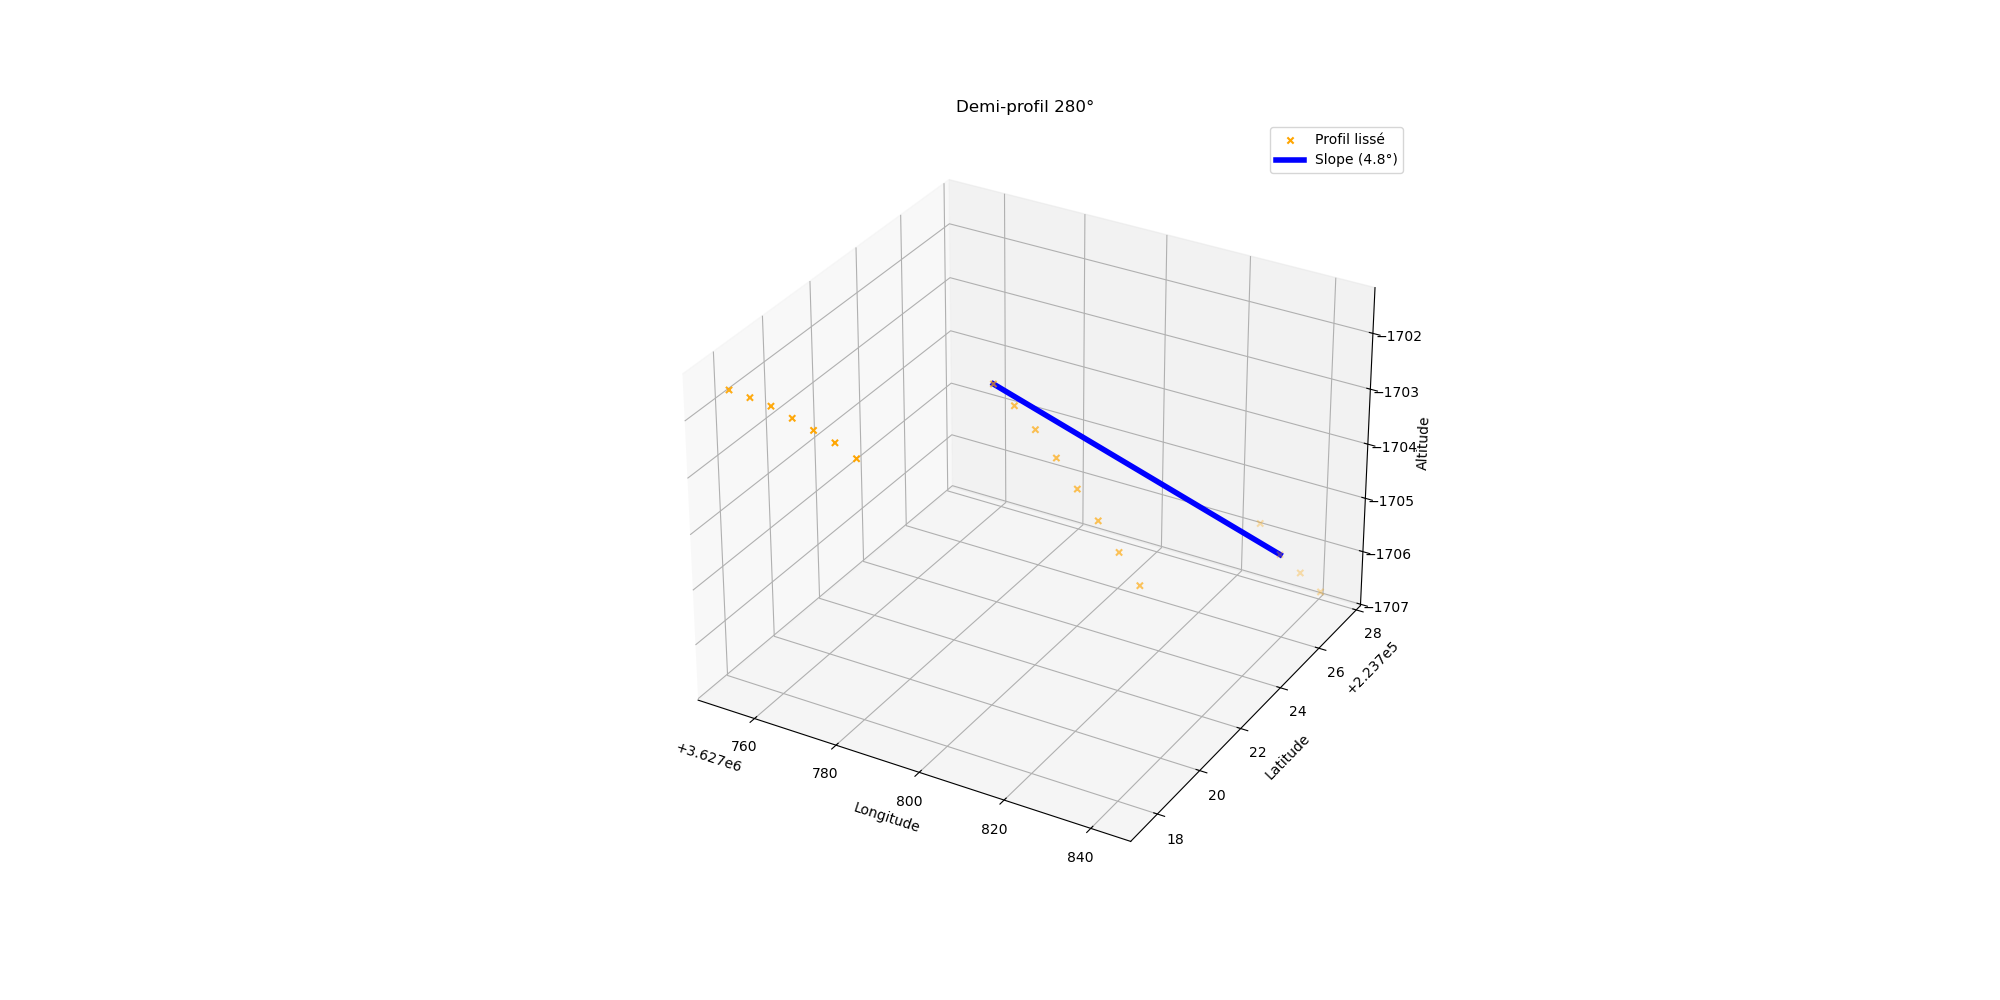 Demi-profil 280°
Profil lissé
Slope (4.8°)
−1702
−1703
−1704
−1705
−1706
−1707
Altitude
28
26
24
22
20
18
+2.237e5
Latitude
760
780
800
820
840
+3.627e6
Longitude